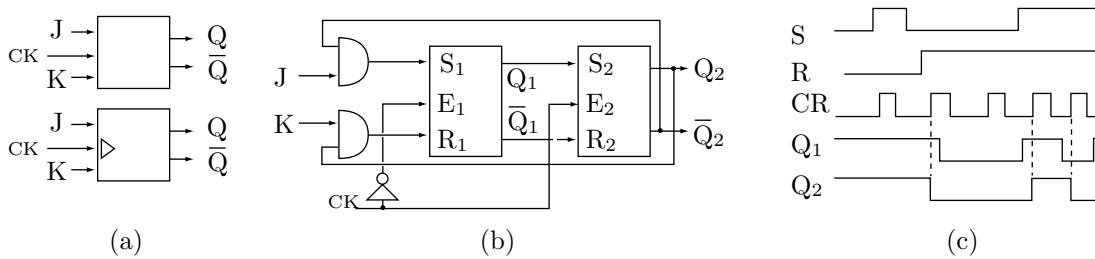 J
CK
K
Q
Q̅
J
CK
K
Q
Q̅
(a)
J
K
CK
S₁
E₁
R₁
Q₁
Q̅₁
S₂
E₂
R₂
Q₂
Q̅₂
(b)
S
R
CR
Q₁
Q₂
(c)